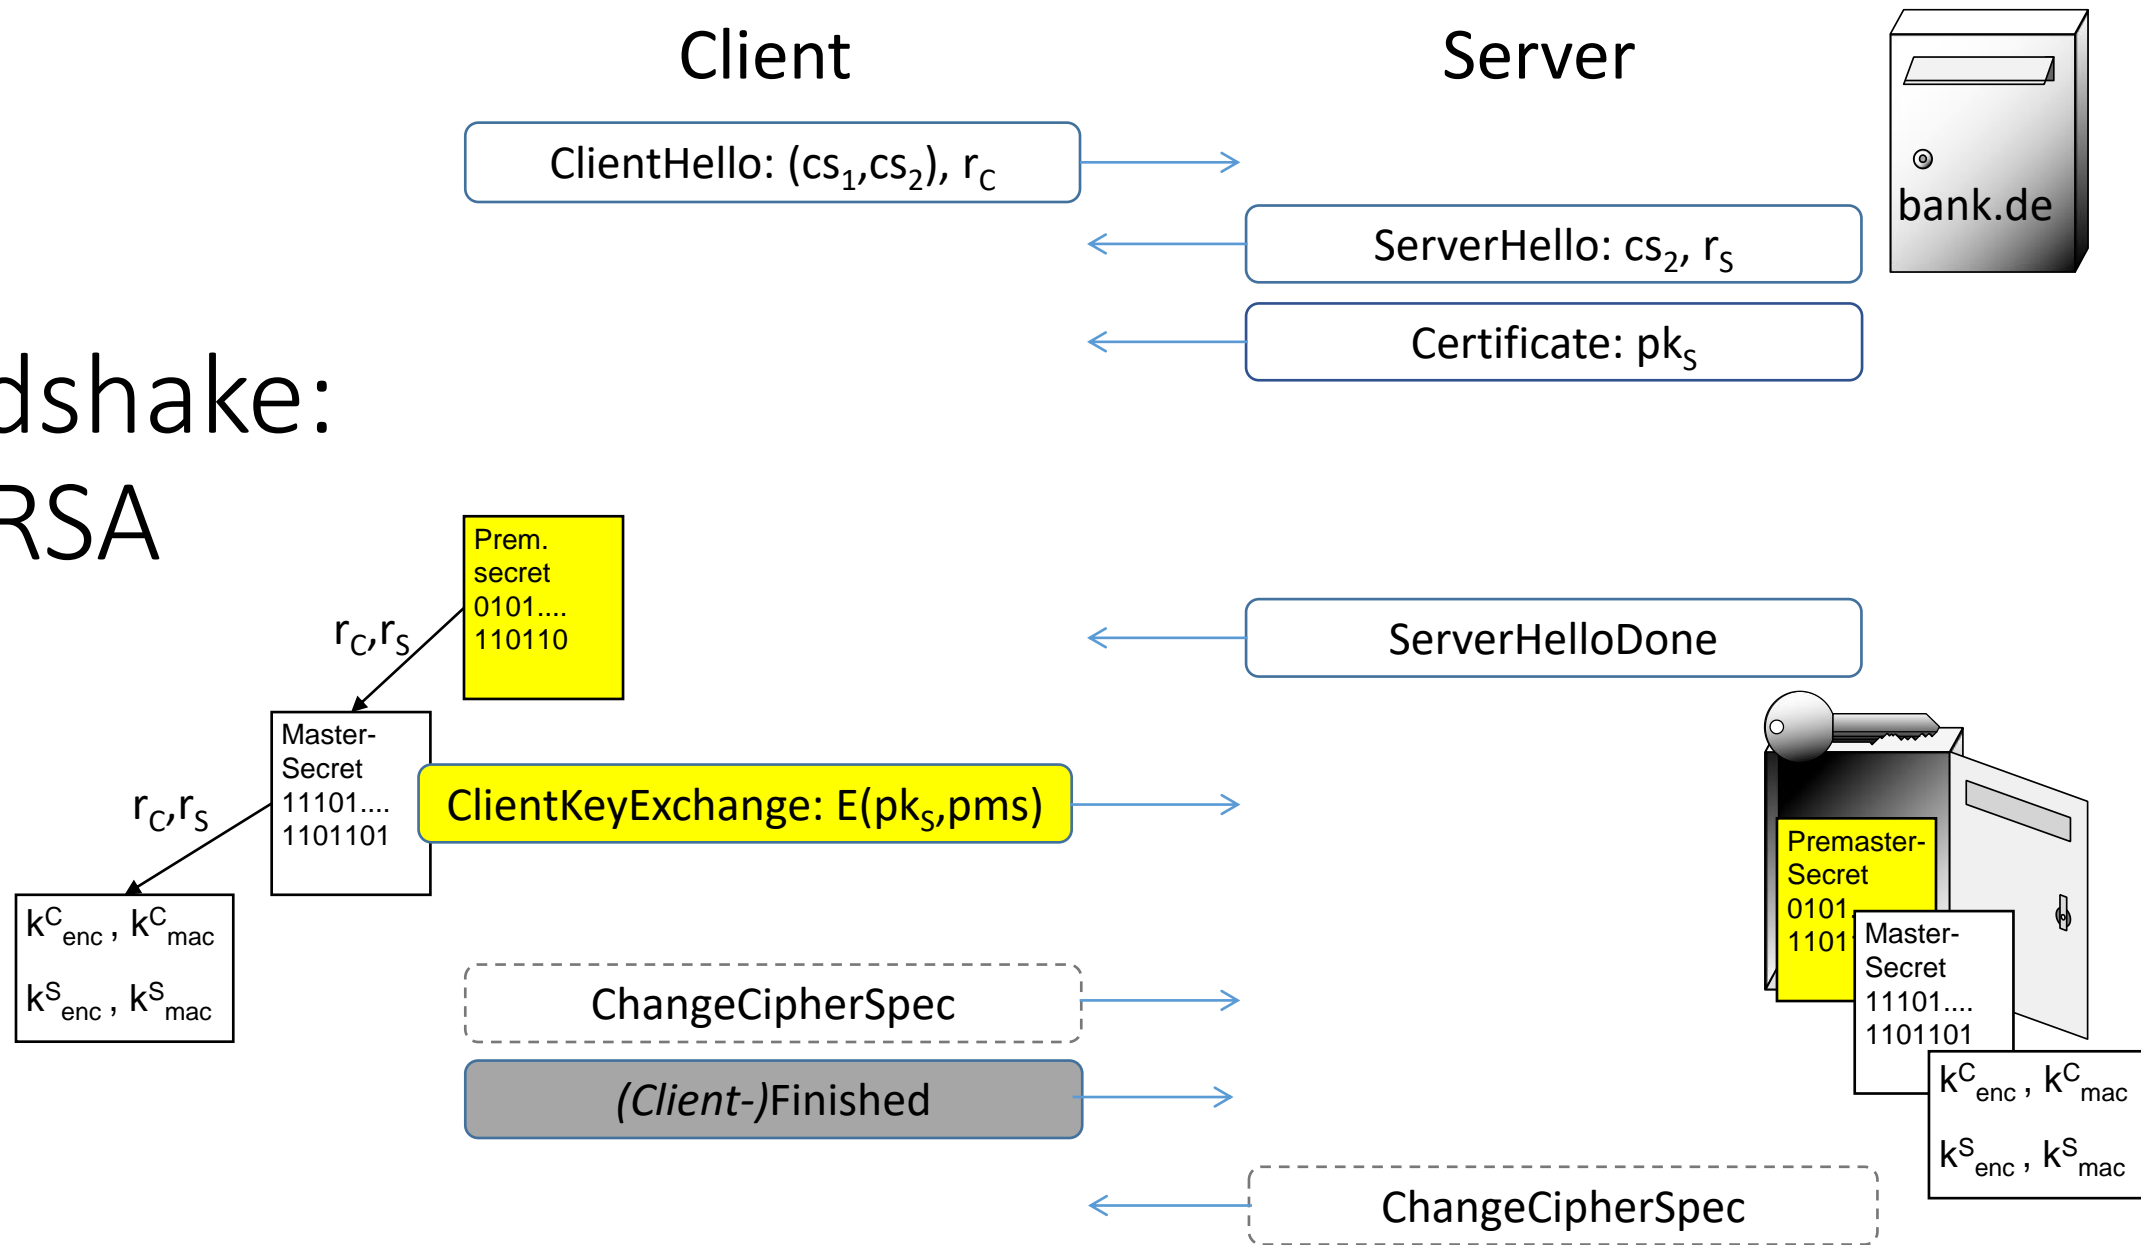 Client
Server
ClientHello: (cs1,cs2), rC
bank.de
ServerHello: cs2, rS
Certificate: pkS
dshake:
RSA
Prem.
secret
0101....
110110
rC,rS
ServerHelloDone
Master-
Secret
11101....
1101101
rC,rS
ClientKeyExchange: E(pkS,pms)
Premaster-
Secret
0101.
1101
Master-
Secret
11101....
1101101
kCenc , kCmac
kSenc , kSmac
ChangeCipherSpec
(Client-)Finished
kCenc , kCmac
kSenc , kSmac
ChangeCipherSpec